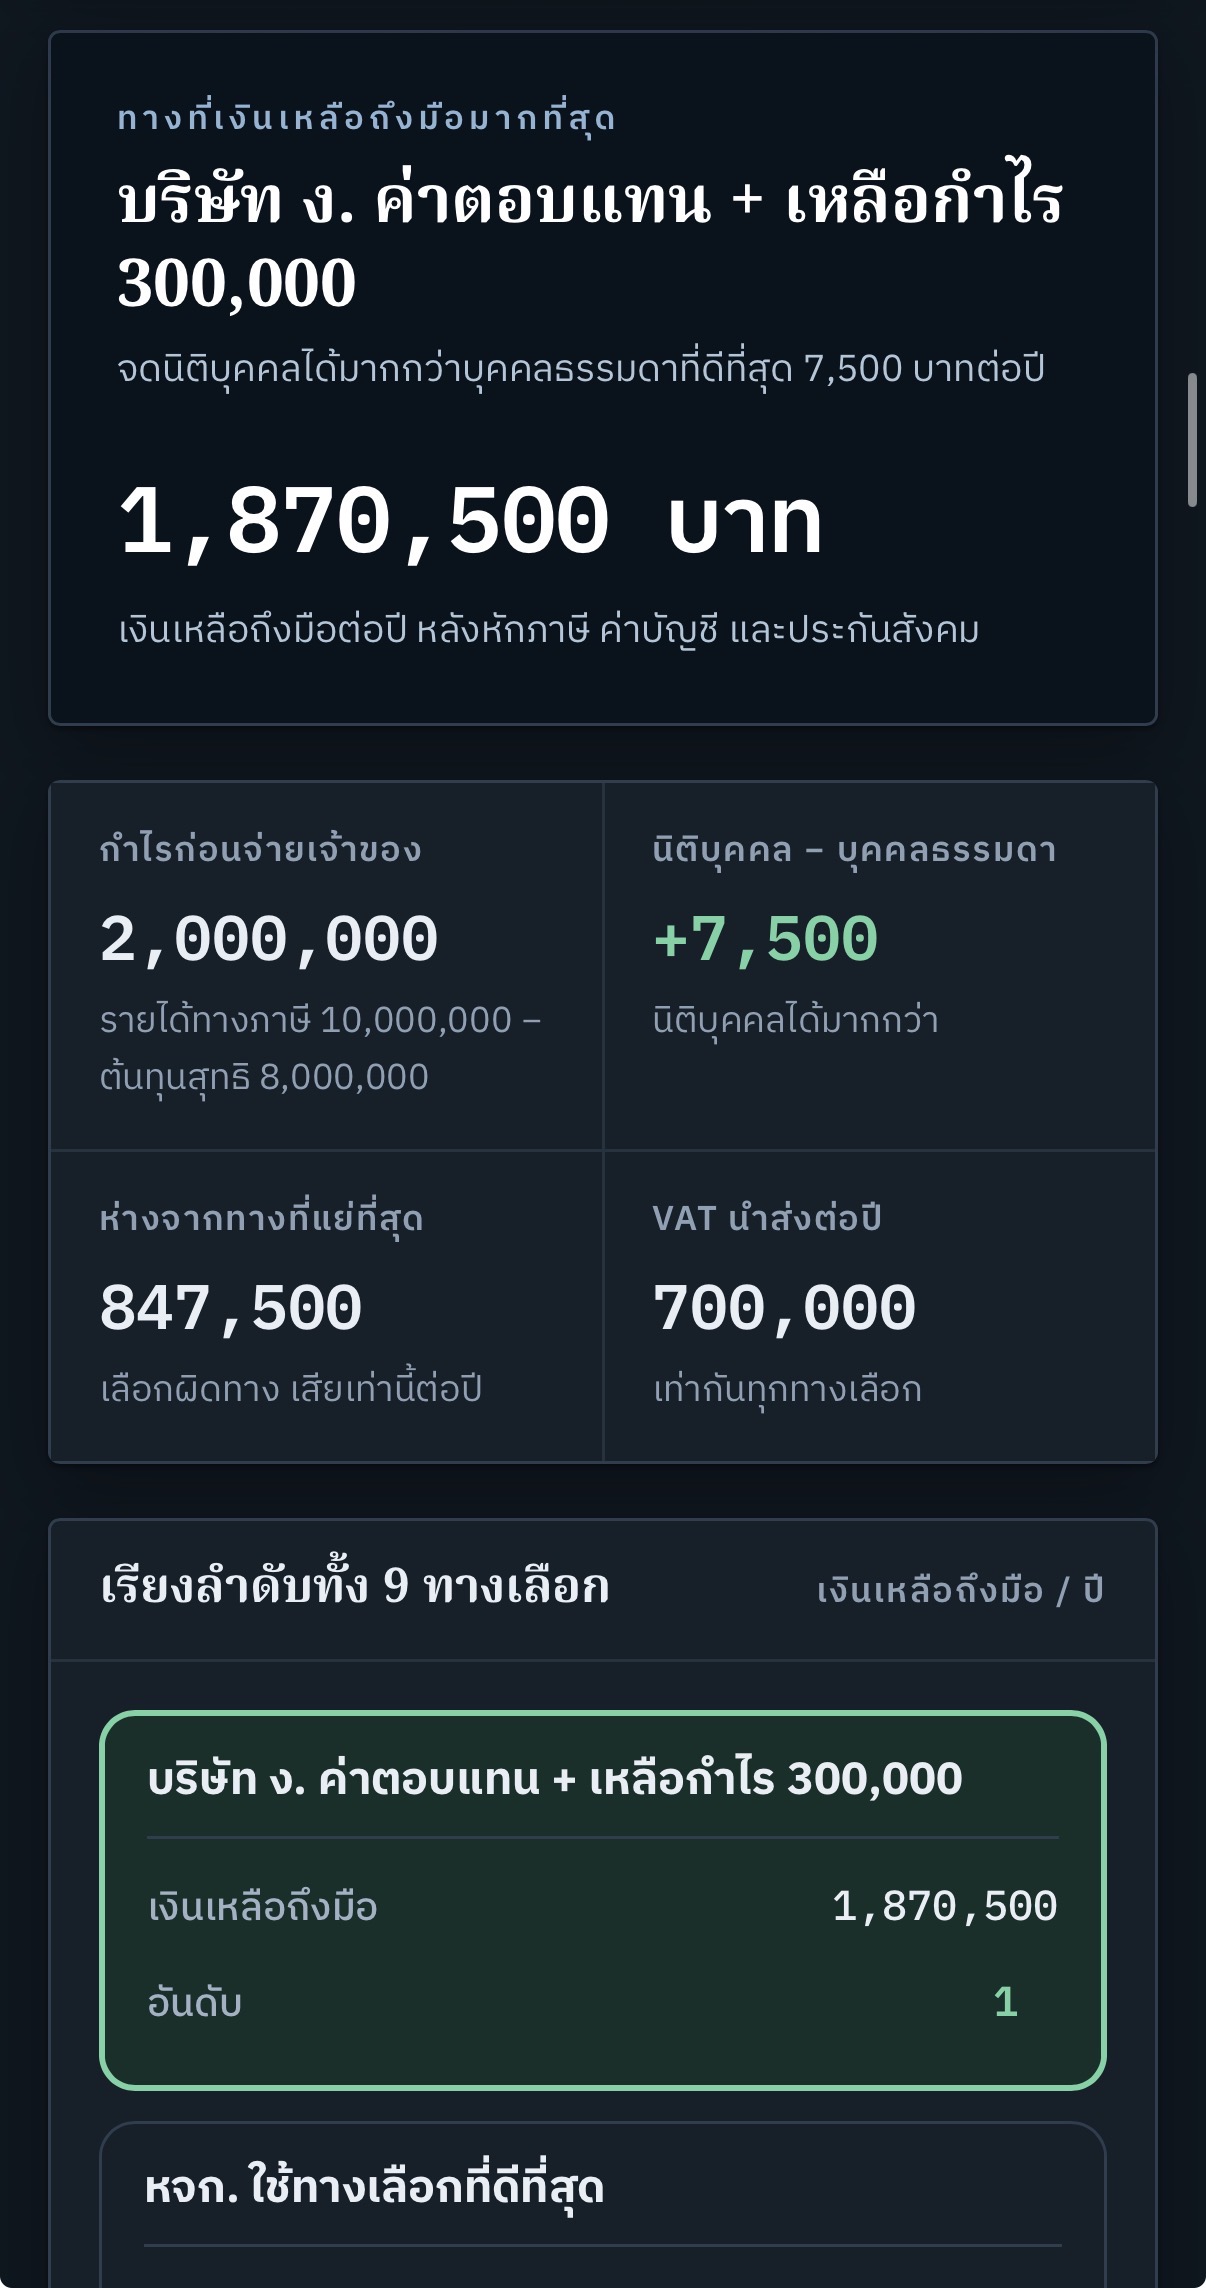 ทางที่เงินเหลือถึงมือมากที่สุด
บริษัท ง. ค่าตอบแทน + เหลือกำไร
300,000
จดนิติบุคคลได้มากกว่าบุคคลธรรมดาที่ดีที่สุด 7,500 บาทต่อปี
1,870,500 บาท
เงินเหลือถึงมือต่อปี หลังหักภาษี ค่าบัญชี และประกันสังคม
กำไรก่อนจ่ายเจ้าของ
2,000,000
รายได้ทางภาษี 10,000,000 –
ต้นทุนสุทธิ 8,000,000
นิติบุคคล – บุคคลธรรมดา
+7,500
นิติบุคคลได้มากกว่า
ห่างจากทางที่แย่ที่สุด
847,500
เลือกผิดทาง เสียเท่านี้ต่อปี
VAT นำส่งต่อปี
700,000
เท่ากันทุกทางเลือก
เรียงลำดับทั้ง 9 ทางเลือก
เงินเหลือถึงมือ / ปี
บริษัท ง. ค่าตอบแทน + เหลือกำไร 300,000
เงินเหลือถึงมือ 1,870,500
อันดับ 1
หจก. ใช้ทางเลือกที่ดีที่สุด